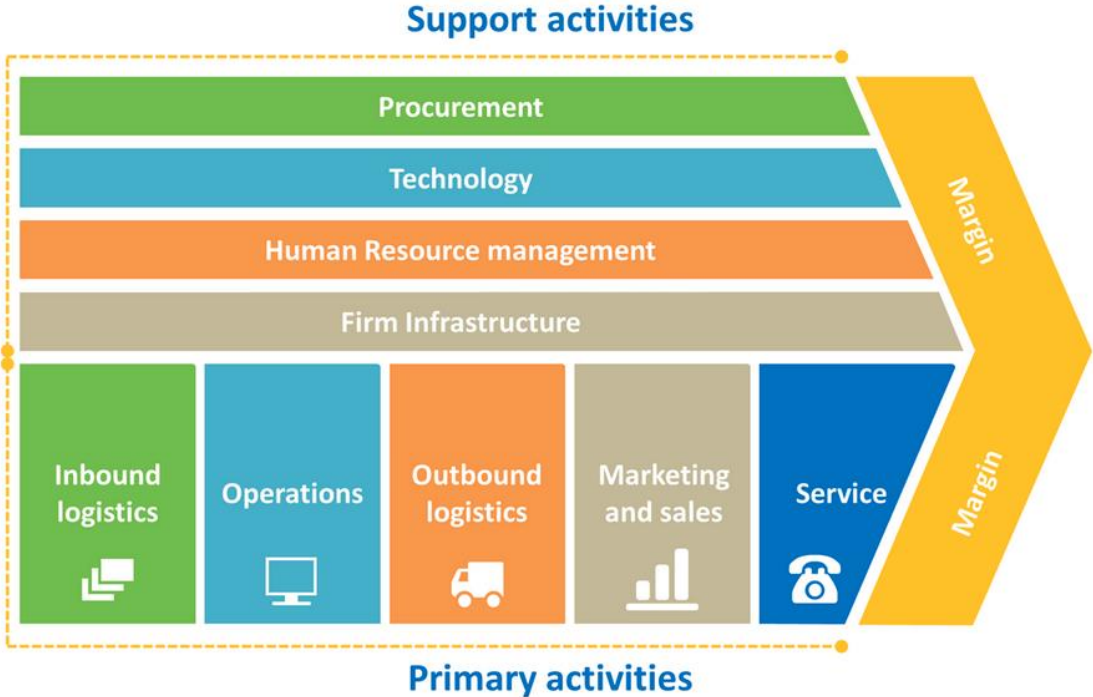 Support activities
Procurement
Technology
Human Resource management
Firm Infrastructure
Margin
Inbound
logistics
Operations
Outbound
logistics
Marketing
and sales
Service
Margin
Primary activities